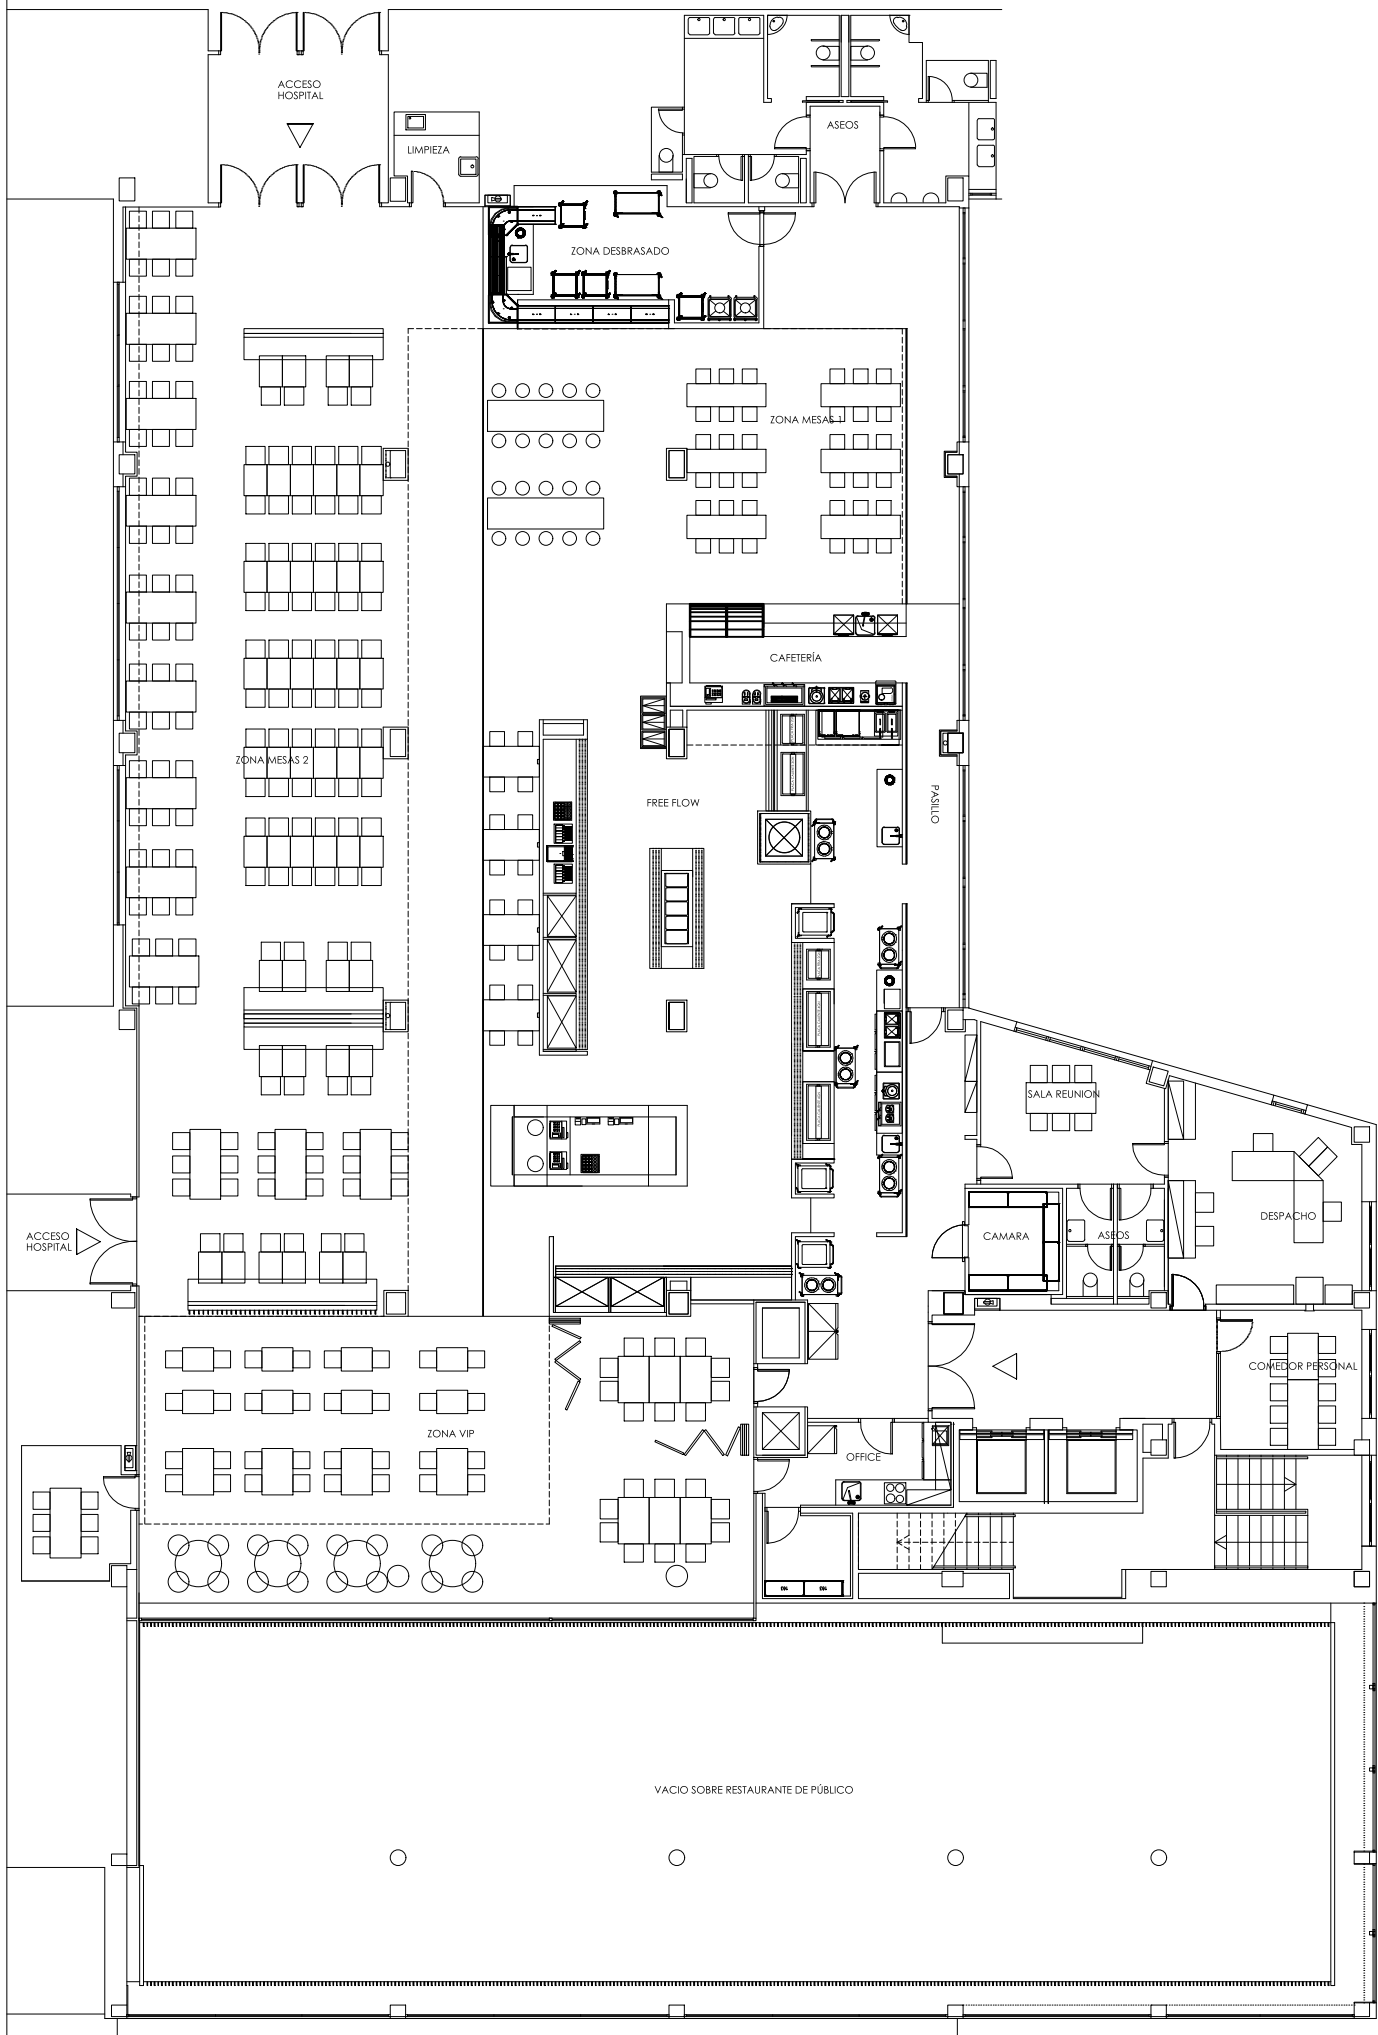 ACCESO
HOSPITAL
LIMPIEZA
ASEOS
ZONA DESBRASADO
ZONA MESAS 1
CAFETERÍA
ZONA MESAS 2
FREE FLOW
PASILLO
SALA REUNION
ACCESO
HOSPITAL
CAMARA
ASEOS
DESPACHO
COMEDOR PERSONAL
ZONA VIP
OFFICE
VACIO SOBRE RESTAURANTE DE PÚBLICO